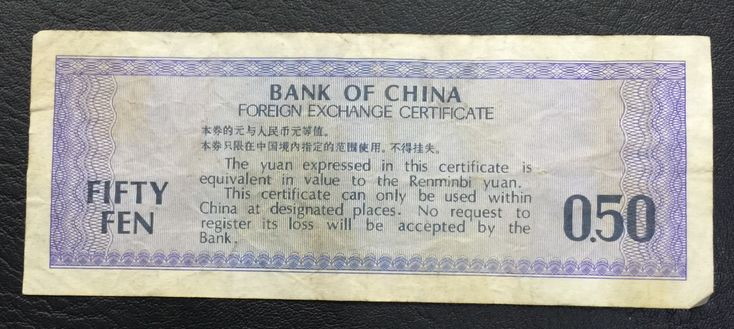 BANK OF CHINA
FOREIGN EXCHANGE CERTIFICATE
本券的元与人民币元等值。
本券只限在中国境内指定的范围使用。不得挂失。
The yuan expressed in this certificate is
equivalent in value to the Renminbi yuan.
This certificate can only be used within
China at designated places. No request to
register its loss will be accepted by the
Bank.
FIFTY
FEN
0.50